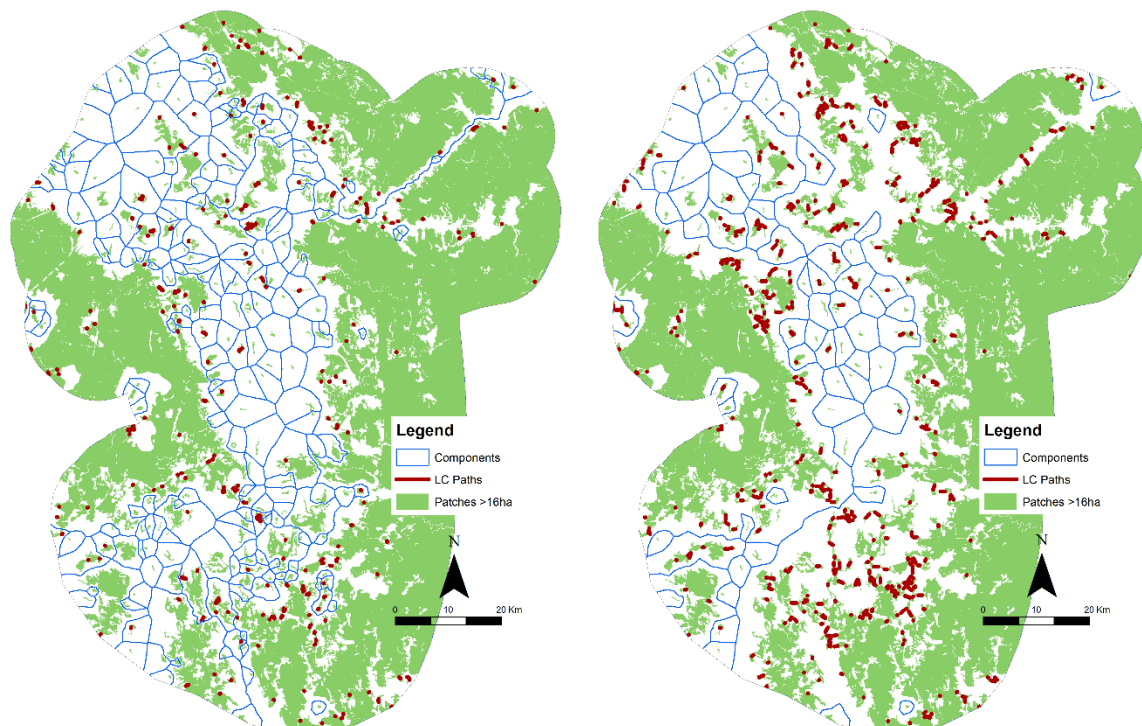 Legend
Components
LC Paths
Patches >16ha
N
0 10 20 Km
Legend
Components
LC Paths
Patches >16ha
N
0 10 20 Km